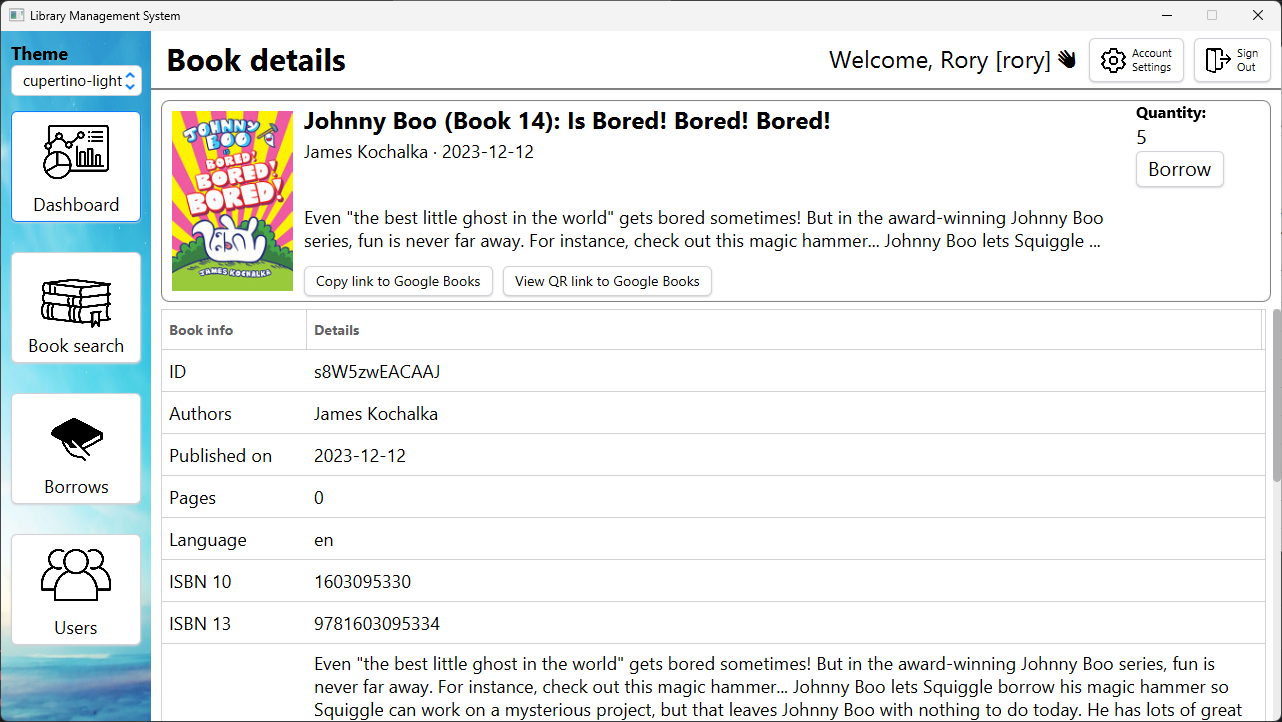 Library Management System
Theme
cupertino-light
Dashboard
Book search
Borrows
Users
Book details
Welcome, Rory [rory]
Account
Settings
Sign
Out
JOHNNY
BOO
IS
BORED!
BORED!
BORED!
JAMES KOCHALKA
Johnny Boo (Book 14): Is Bored! Bored! Bored!
James Kochalka · 2023-12-12
Even "the best little ghost in the world" gets bored sometimes! But in the award-winning Johnny Boo
series, fun is never far away. For instance, check out this magic hammer... Johnny Boo lets Squiggle ...
Copy link to Google Books
View QR link to Google Books
Quantity:
5
Borrow
Book info Details
ID s8W5zwEACAAJ
Authors James Kochalka
Published on 2023-12-12
Pages 0
Language en
ISBN 10 1603095330
ISBN 13 9781603095334
Even "the best little ghost in the world" gets bored sometimes! But in the award-winning Johnny Boo series, fun is
never far away. For instance, check out this magic hammer... Johnny Boo lets Squiggle borrow his magic hammer so
Squiggle can work on a mysterious project, but that leaves Johnny Boo with nothing to do today. He has lots of great